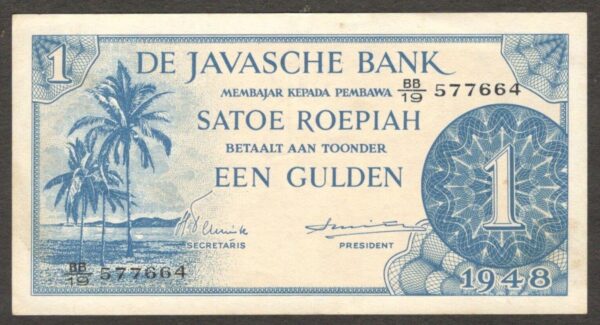 1
DE JAVASCHE BANK
MEMBAJAR KEPADA PEMBAWA
BB/19 577664
SATOE ROEPIAH
BETAALT AAN TOONDER
EEN GULDEN
1
SECRETARIS
PRESIDENT
BB/19 577664
1948